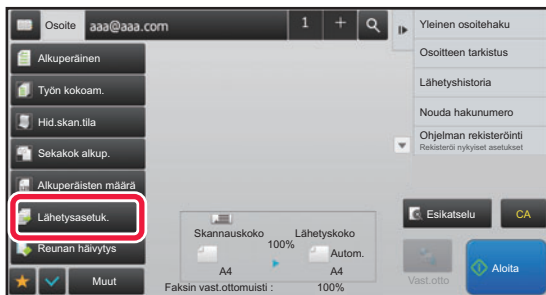 Osoite aaa@aaa.com 1 +
Alkuperäinen
Työn kokoam.
Hid.skan.tila
Sekakok alkup.
Alkuperäisten määrä
Lähetysasetuk.
Reunan häivytys
Muut
Skannauskoko Lähetyskoko
100%
Autom.
A4 A4
Faksin vast.ottomuisti : 100%
Yleinen osoitehaku
Osoitteen tarkistus
Lähetyshistoria
Nouda hakunumero
Ohjelman rekisteröinti
Rekisteröi nykyiset asetukset
Esikatselu CA
Vast.otto Aloita